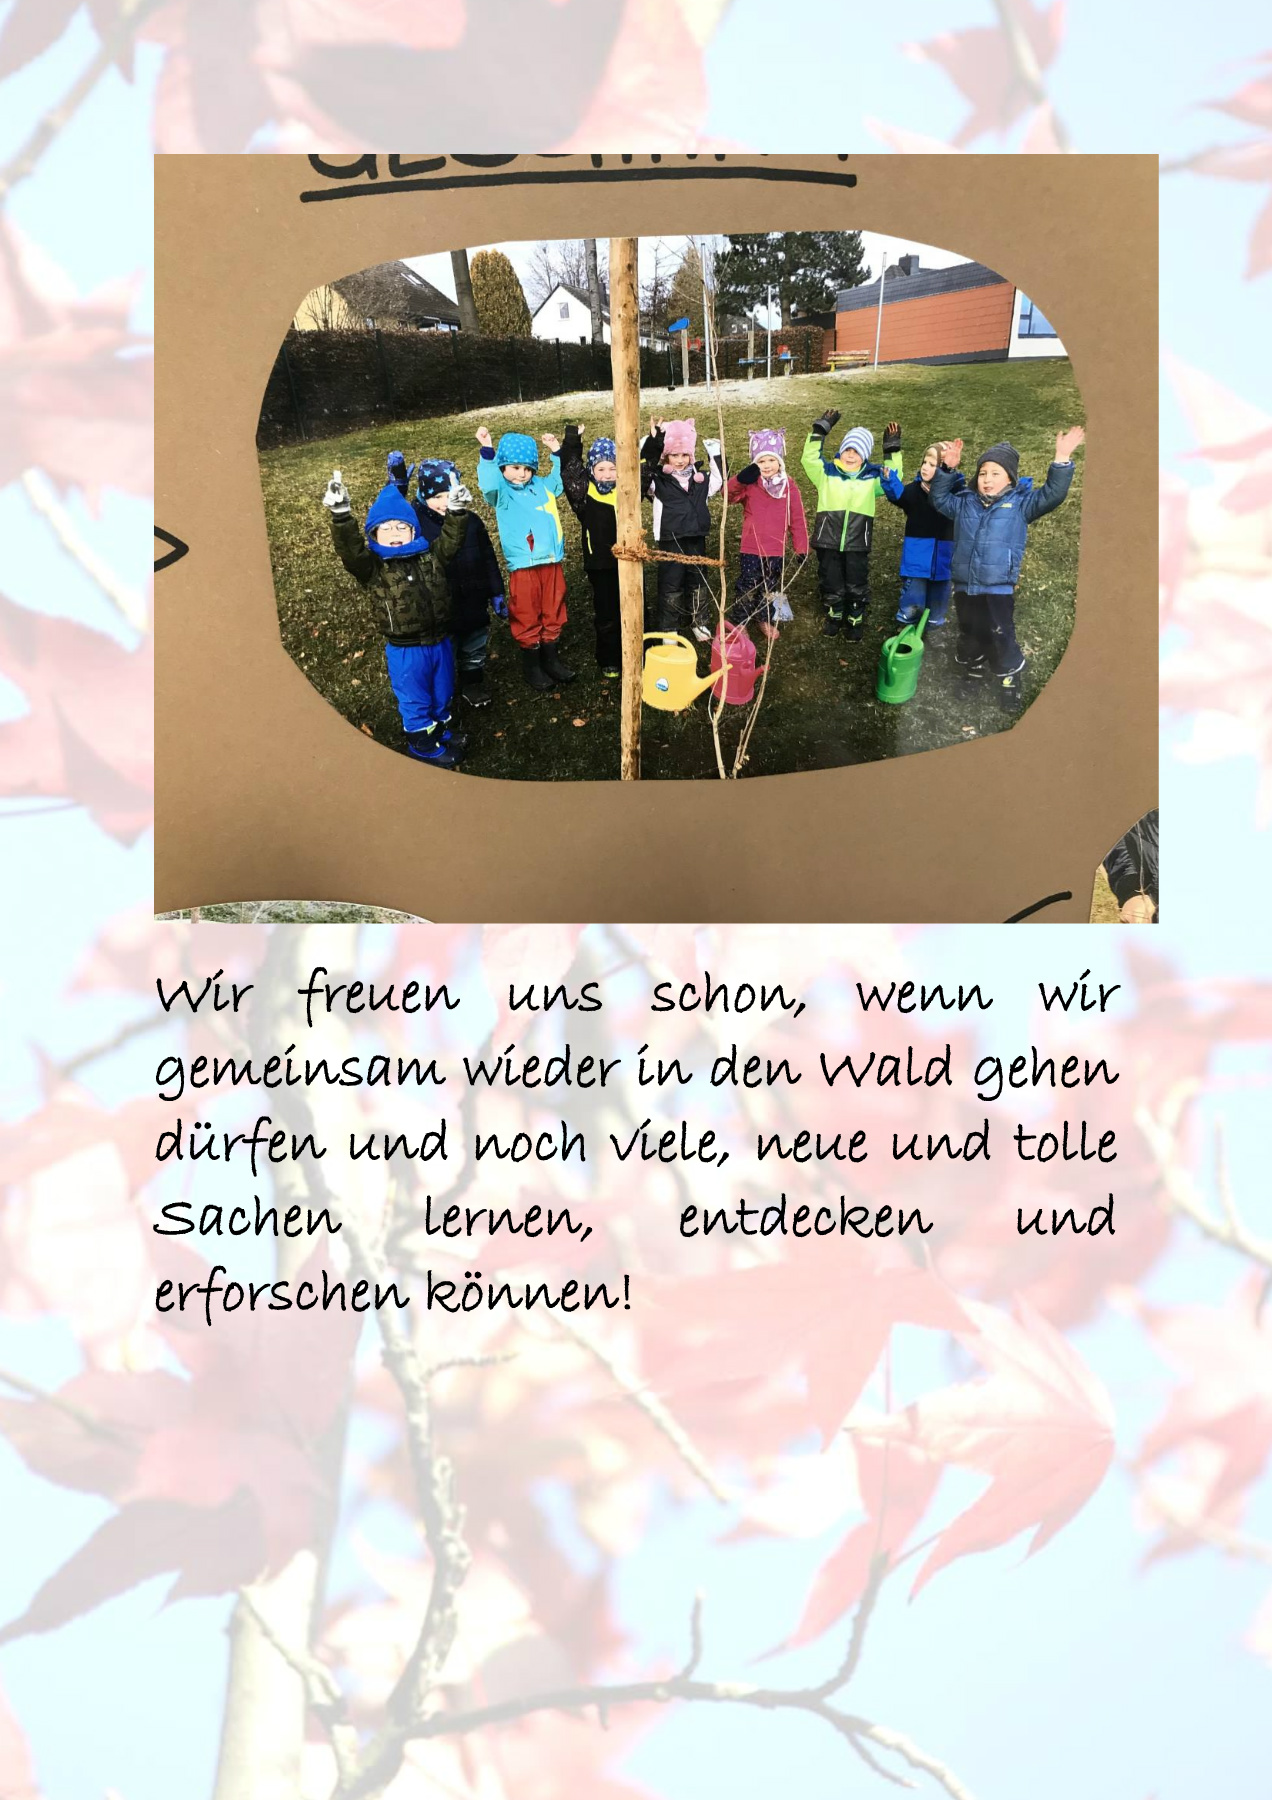 Wir freuen uns schon, wenn wir
gemeinsam wieder in den Wald gehen
dürfen und noch viele, neue und tolle
Sachen lernen, entdecken und
erforschen können!